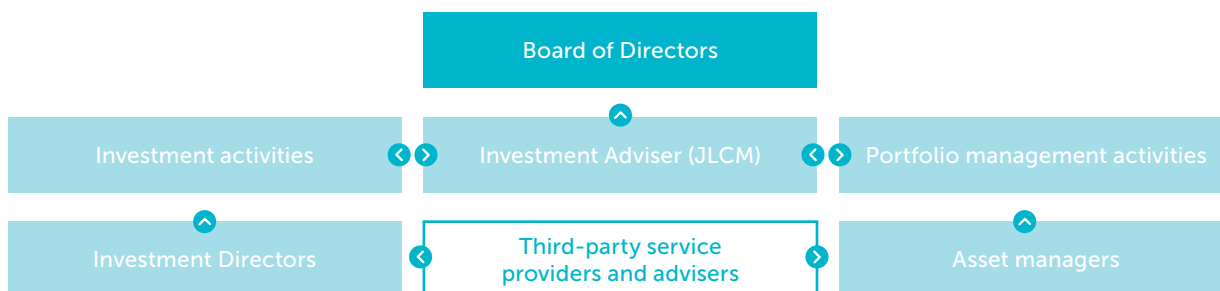 Board of Directors
Investment activities
Investment Adviser (JLCM)
Portfolio management activities
Investment Directors
Third-party service
providers and advisers
Asset managers